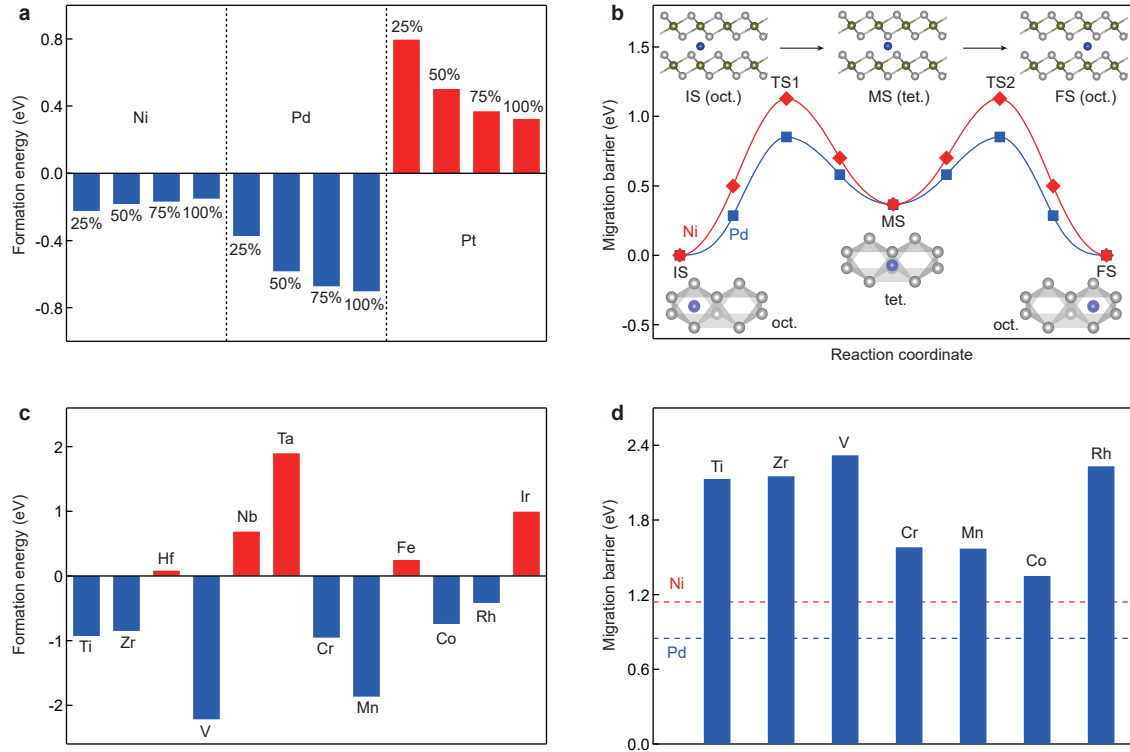 a
Formation energy (eV)
0.8
0.4
0.0
-0.4
-0.8
Ni
Pd
Pt
25%
50%
75%
100%
25%
50%
75%
100%
25%
50%
75%
100%
b
Migration barrier (eV)
1.5
1.0
0.5
0.0
-0.5
IS (oct.)
MS (tet.)
FS (oct.)
TS1
TS2
Ni
Pd
IS
MS
FS
tet.
oct.
oct.
Reaction coordinate
c
Formation energy (eV)
2
1
0
-1
-2
Ti
Zr
Hf
V
Nb
Ta
Cr
Mn
Fe
Co
Rh
Ir
d
Migration barrier (eV)
2.4
1.8
1.2
0.6
0.0
Ti
Zr
V
Cr
Mn
Co
Rh
Ni
Pd